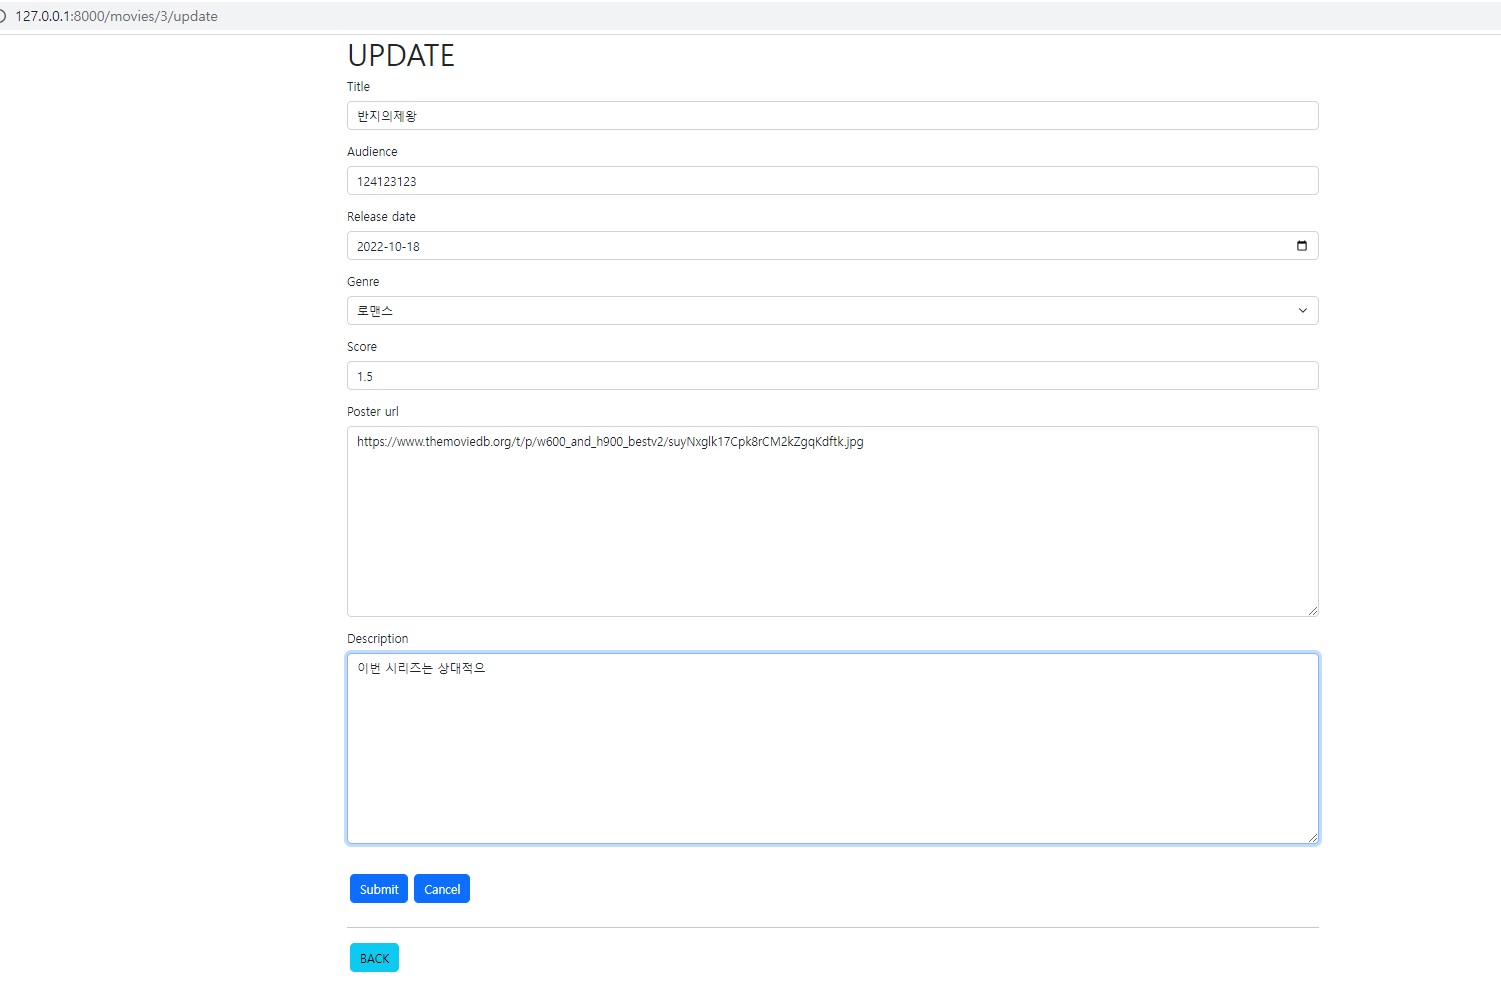 127.0.0.1:8000/movies/3/update
UPDATE
Title
반지의제왕
Audience
124123123
Release date
2022-10-18
Genre
로맨스
Score
1.5
Poster url
https://www.themoviedb.org/t/p/w600_and_h900_bestv2/suyNxglk17Cpk8rCM2kZgqKdftk.jpg
Description
이번 시리즈는 상대적으
Submit Cancel
BACK